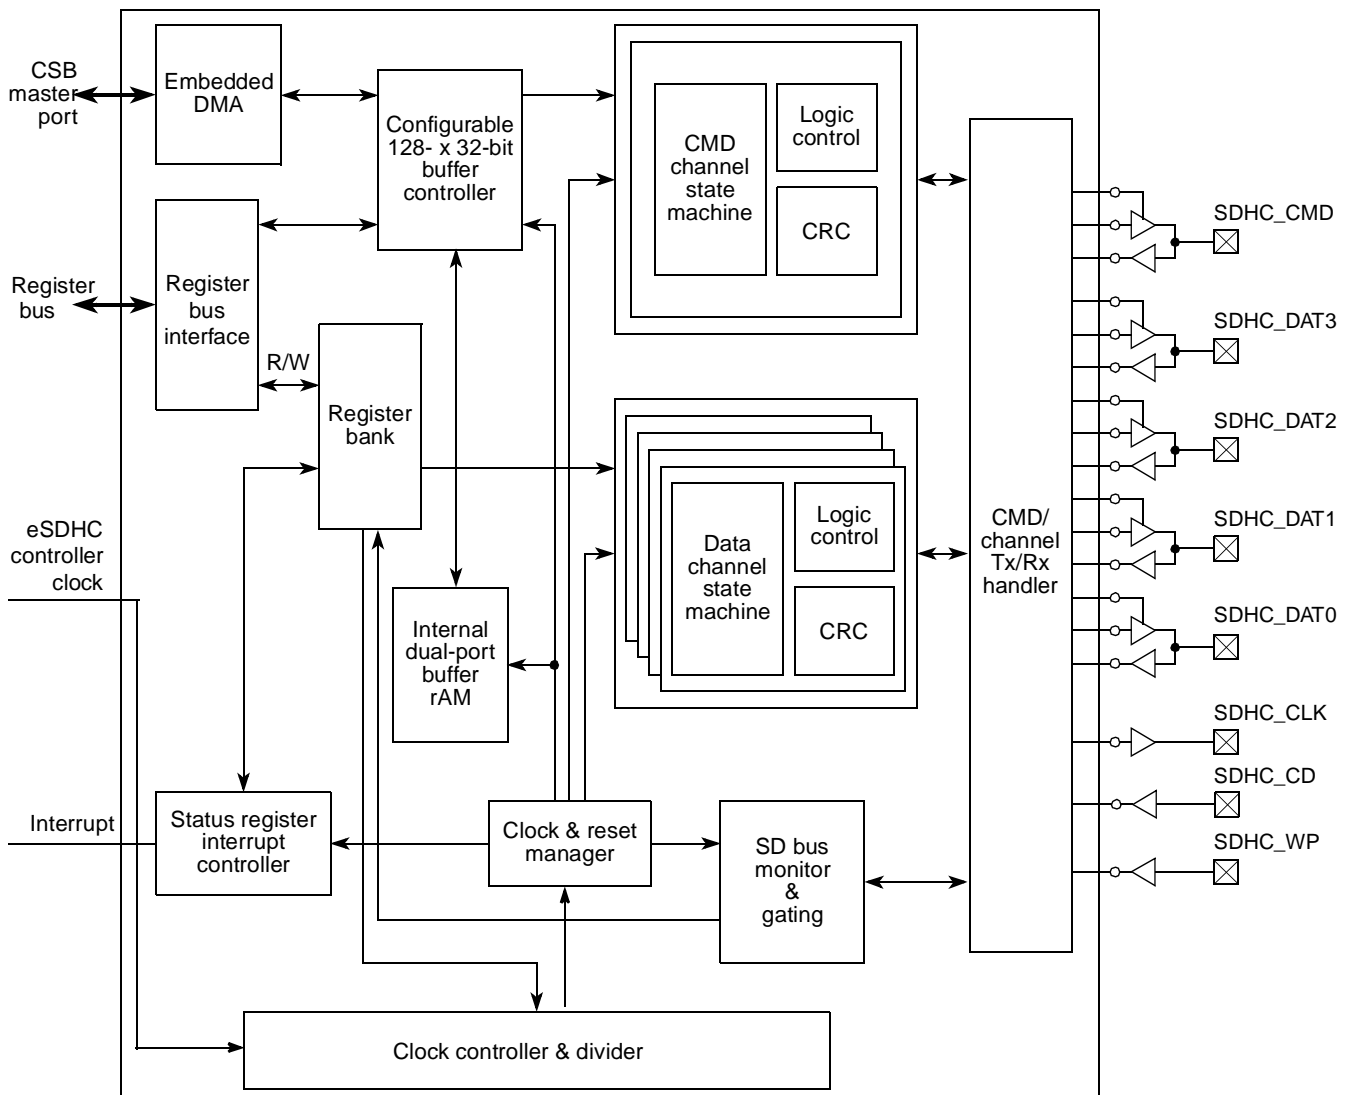 CSB
master
port
Embedded
DMA
Configurable
128- x 32-bit
buffer
controller
CMD
channel
state
machine
Logic
control
CRC
SDHC_CMD
Register
bus
Register
bus
interface
R/W
Register
bank
SDHC_DAT3
SDHC_DAT2
eSDHC
controller
clock
Data
channel
state
machine
Logic
control
CRC
CMD/
channel
Tx/Rx
handler
SDHC_DAT1
SDHC_DAT0
Internal
dual-port
buffer
rAM
SDHC_CLK
SDHC_CD
SDHC_WP
Interrupt
Status register
interrupt
controller
Clock & reset
manager
SD bus
monitor
&
gating
Clock controller & divider